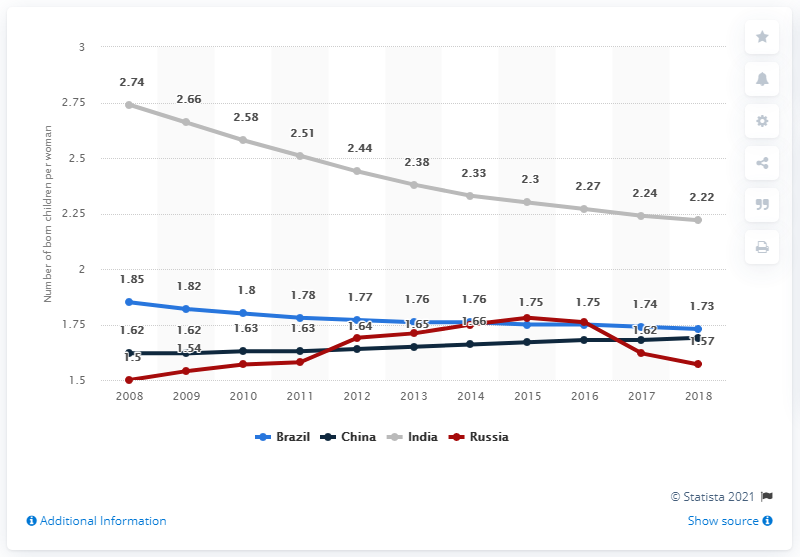 3
2.75
2.5
2.25
2
1.75
1.5
Number of born children per woman
2.74 2.66 2.58 2.51 2.44 2.38 2.33 2.3 2.27 2.24 2.22
1.85 1.82 1.8 1.78 1.77 1.76 1.76 1.75 1.75 1.74 1.73
1.62 1.62 1.63 1.63 1.64 1.65 1.66
1.5 1.54 1.62 1.57
2008 2009 2010 2011 2012 2013 2014 2015 2016 2017 2018
Brazil China India Russia
© Statista 2021
Additional Information Show source